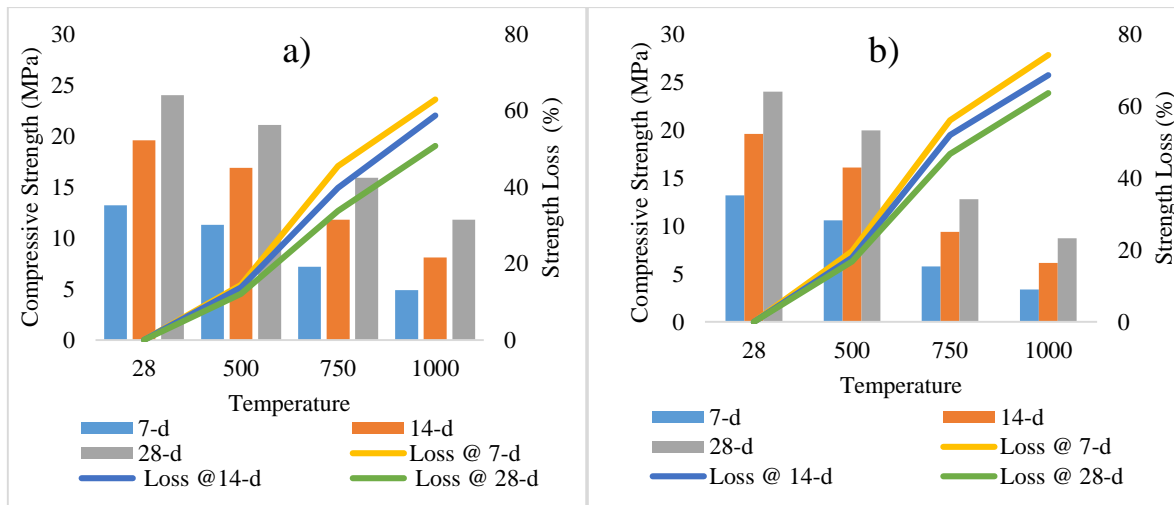 a)
Compressive Strength (MPa)
30
25
20
15
10
5
0
80
60
40
20
0
Strength Loss (%)
28 500 750 1000
Temperature
7-d 14-d
28-d Loss @ 7-d
Loss @14-d Loss @ 28-d
b)
Compressive Strength (MPa)
30
25
20
15
10
5
0
80
60
40
20
0
Strength Loss (%)
28 500 750 1000
Temperature
7-d 14-d
28-d Loss @ 7-d
Loss @ 14-d Loss @ 28-d